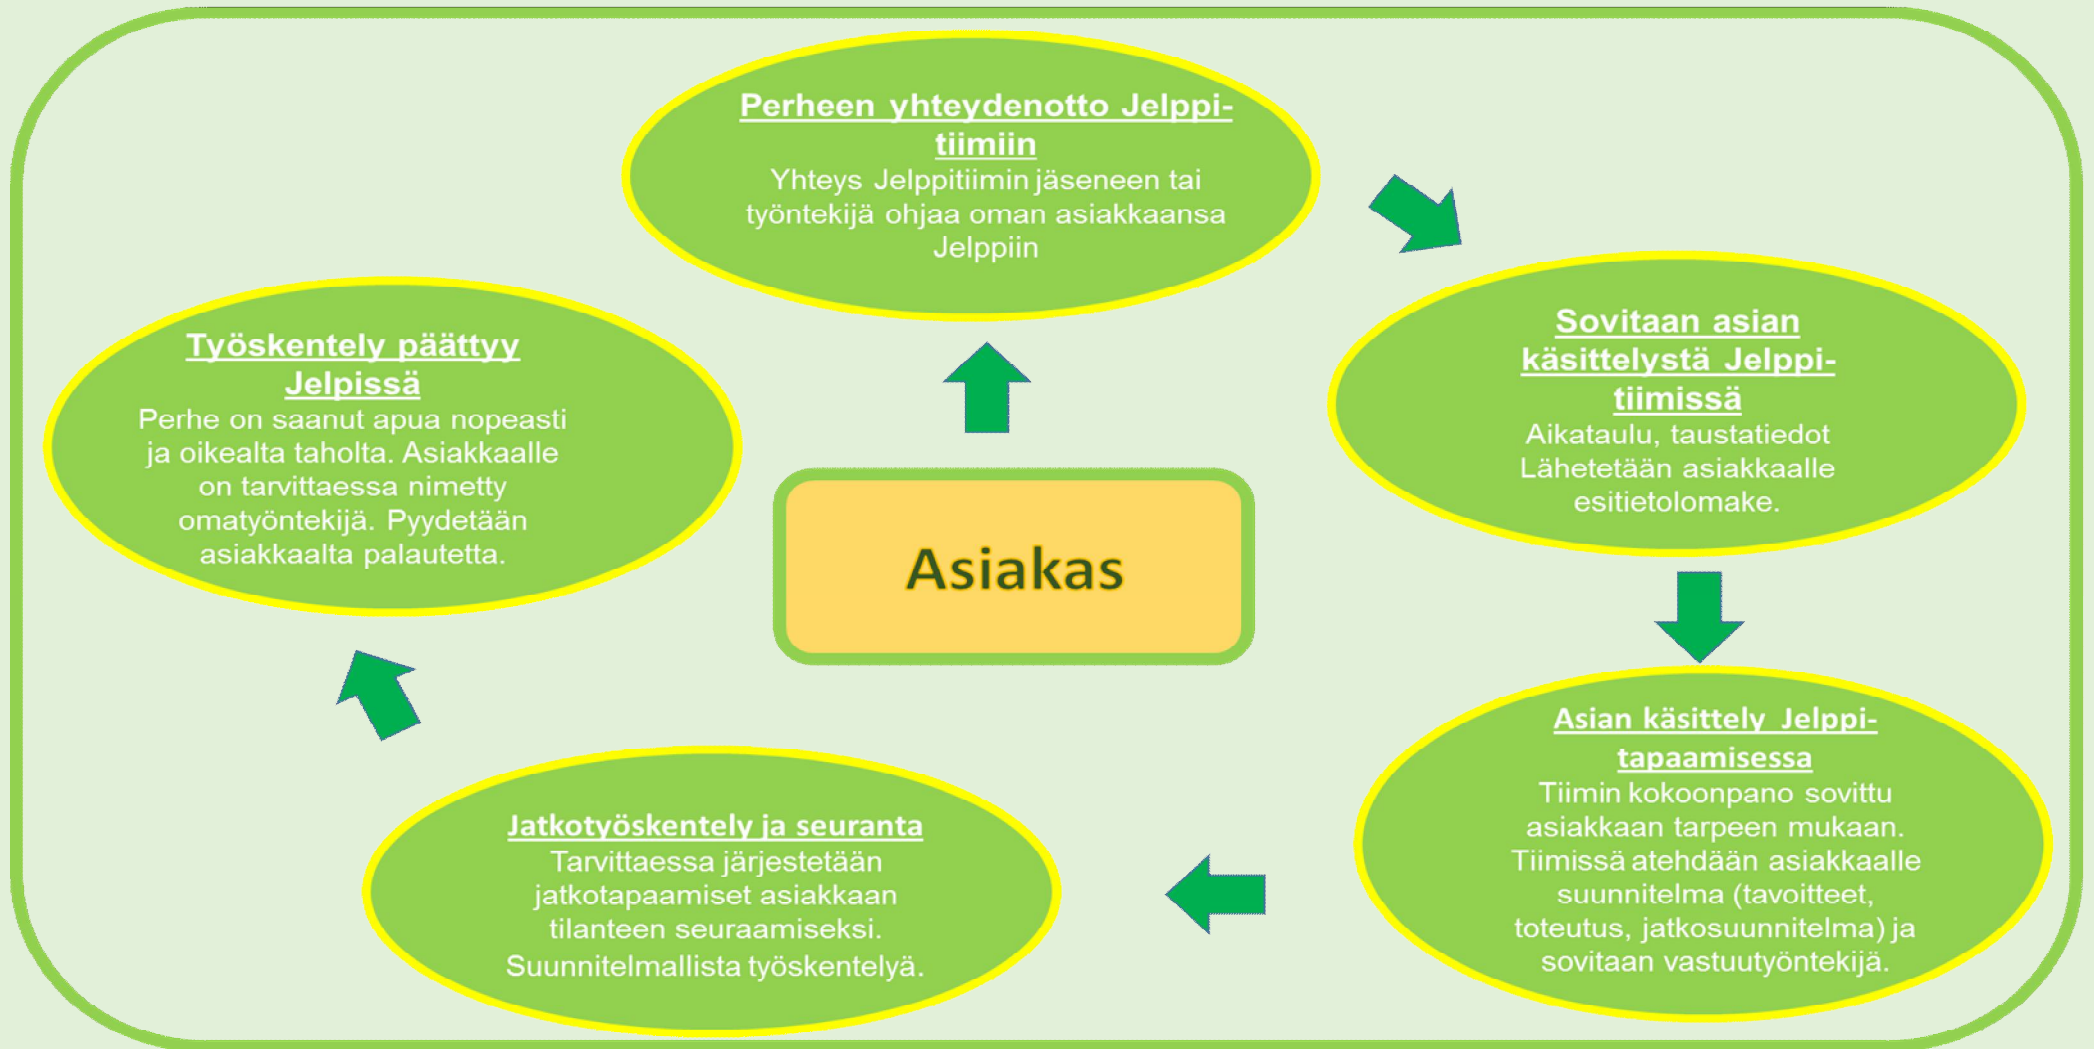 Perheen yhteydenotto Jelppi-
tiimiin
Yhteys Jelppitiimin jäseneen tai
työntekijä ohjaa oman asiakkaansa
Jelppiin
Sovitaan asian
käsittelystä Jelppi-
tiimissä
Aikataulu, taustatiedot
Lähetetään asiakkaalle
esitietolomake.
Asian käsittely Jelppi-
tapaamisessa
Tiimin kokoonpano sovittu
asiakkaan tarpeen mukaan.
Tiimissä atehdään asiakkaalle
suunnitelma (tavoitteet,
toteutus, jatkosuunnitelma) ja
sovitaan vastuutyöntekijä.
Jatkotyöskentely ja seuranta
Tarvittaessa järjestetään
jatkotapaamiset asiakkaan
tilanteen seuraamiseksi.
Suunnitelmallista työskentelyä.
Työskentely päättyy
Jelpissä
Perhe on saanut apua nopeasti
ja oikealta taholta. Asiakkaalle
on tarvittaessa nimetty
omatyöntekijä. Pyydetään
asiakkaalta palautetta.
Asiakas